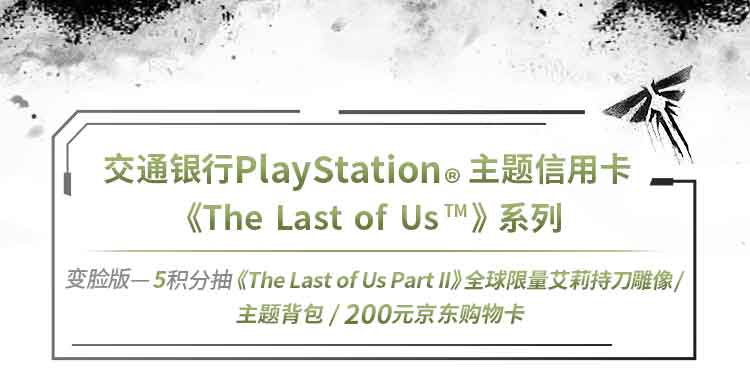 交通银行PlayStation®主题信用卡
《The Last of Us™》系列
变脸版—5积分抽《The Last of Us Part II》全球限量艾莉持刀雕像/
主题背包 / 200元京东购物卡